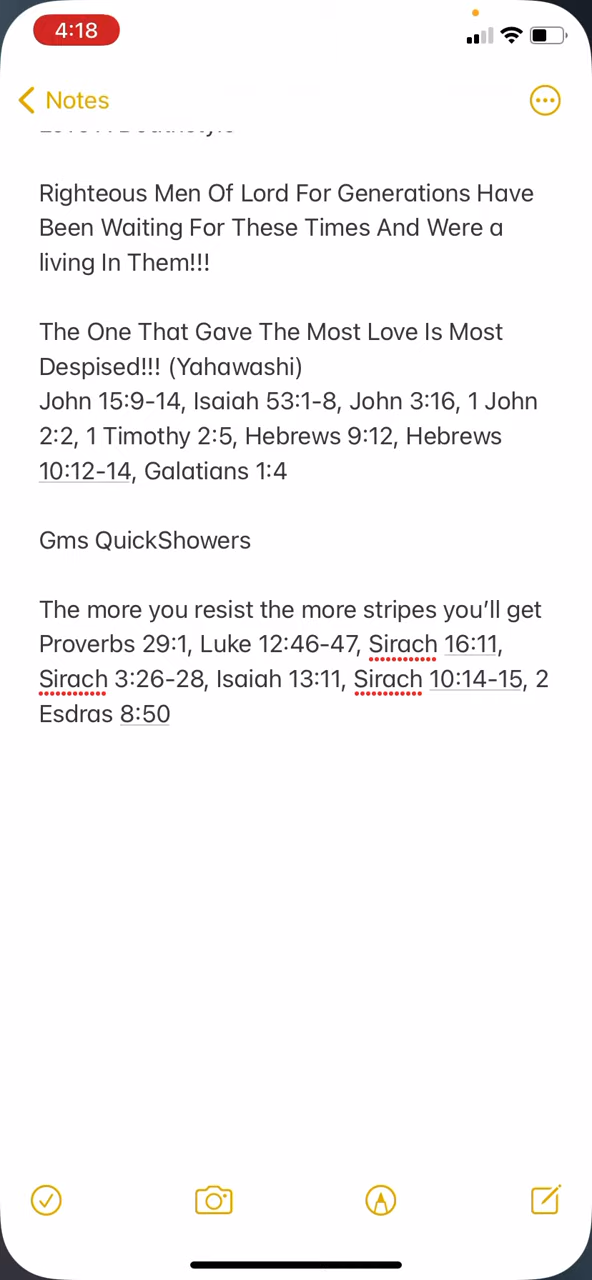 4:18
Notes
Righteous Men Of Lord For Generations Have
Been Waiting For These Times And Were a
living In Them!!!
The One That Gave The Most Love Is Most
Despised!!! (Yahawashi)
John 15:9-14, Isaiah 53:1-8, John 3:16, 1 John
2:2, 1 Timothy 2:5, Hebrews 9:12, Hebrews
10:12-14, Galatians 1:4
Gms QuickShowers
The more you resist the more stripes you’ll get
Proverbs 29:1, Luke 12:46-47, Sirach 16:11,
Sirach 3:26-28, Isaiah 13:11, Sirach 10:14-15, 2
Esdras 8:50